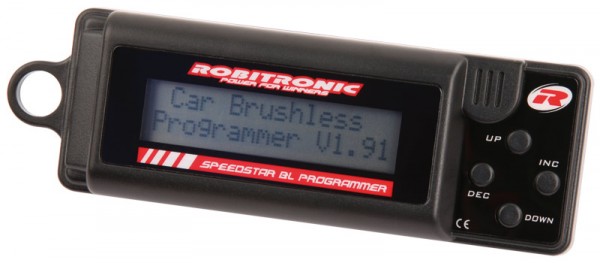 ROBITRONIC
POWER FOR WINNERS
Car Brushless
Programmer V1.91
SPEEDSTAR BL PROGRAMMER
R
UP
INC
DEC
DOWN
CE